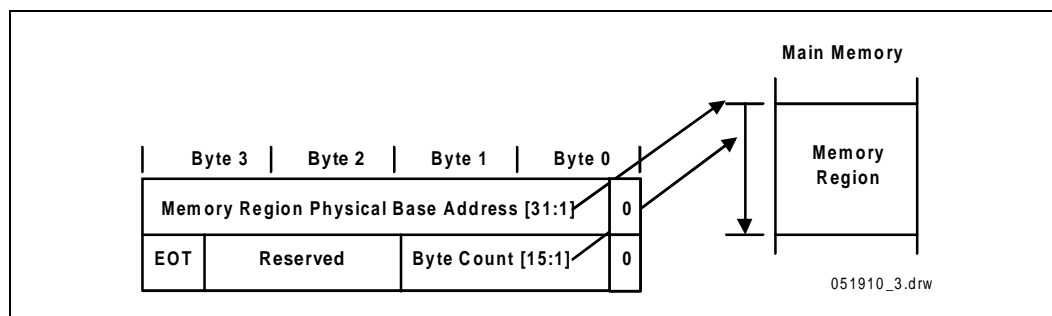 Main Memory
Byte 3 Byte 2 Byte 1 Byte 0
Memory
Region
Memory Region Physical Base Address [31:1] 0
EOT Reserved Byte Count [15:1] 0
051910_3.drw